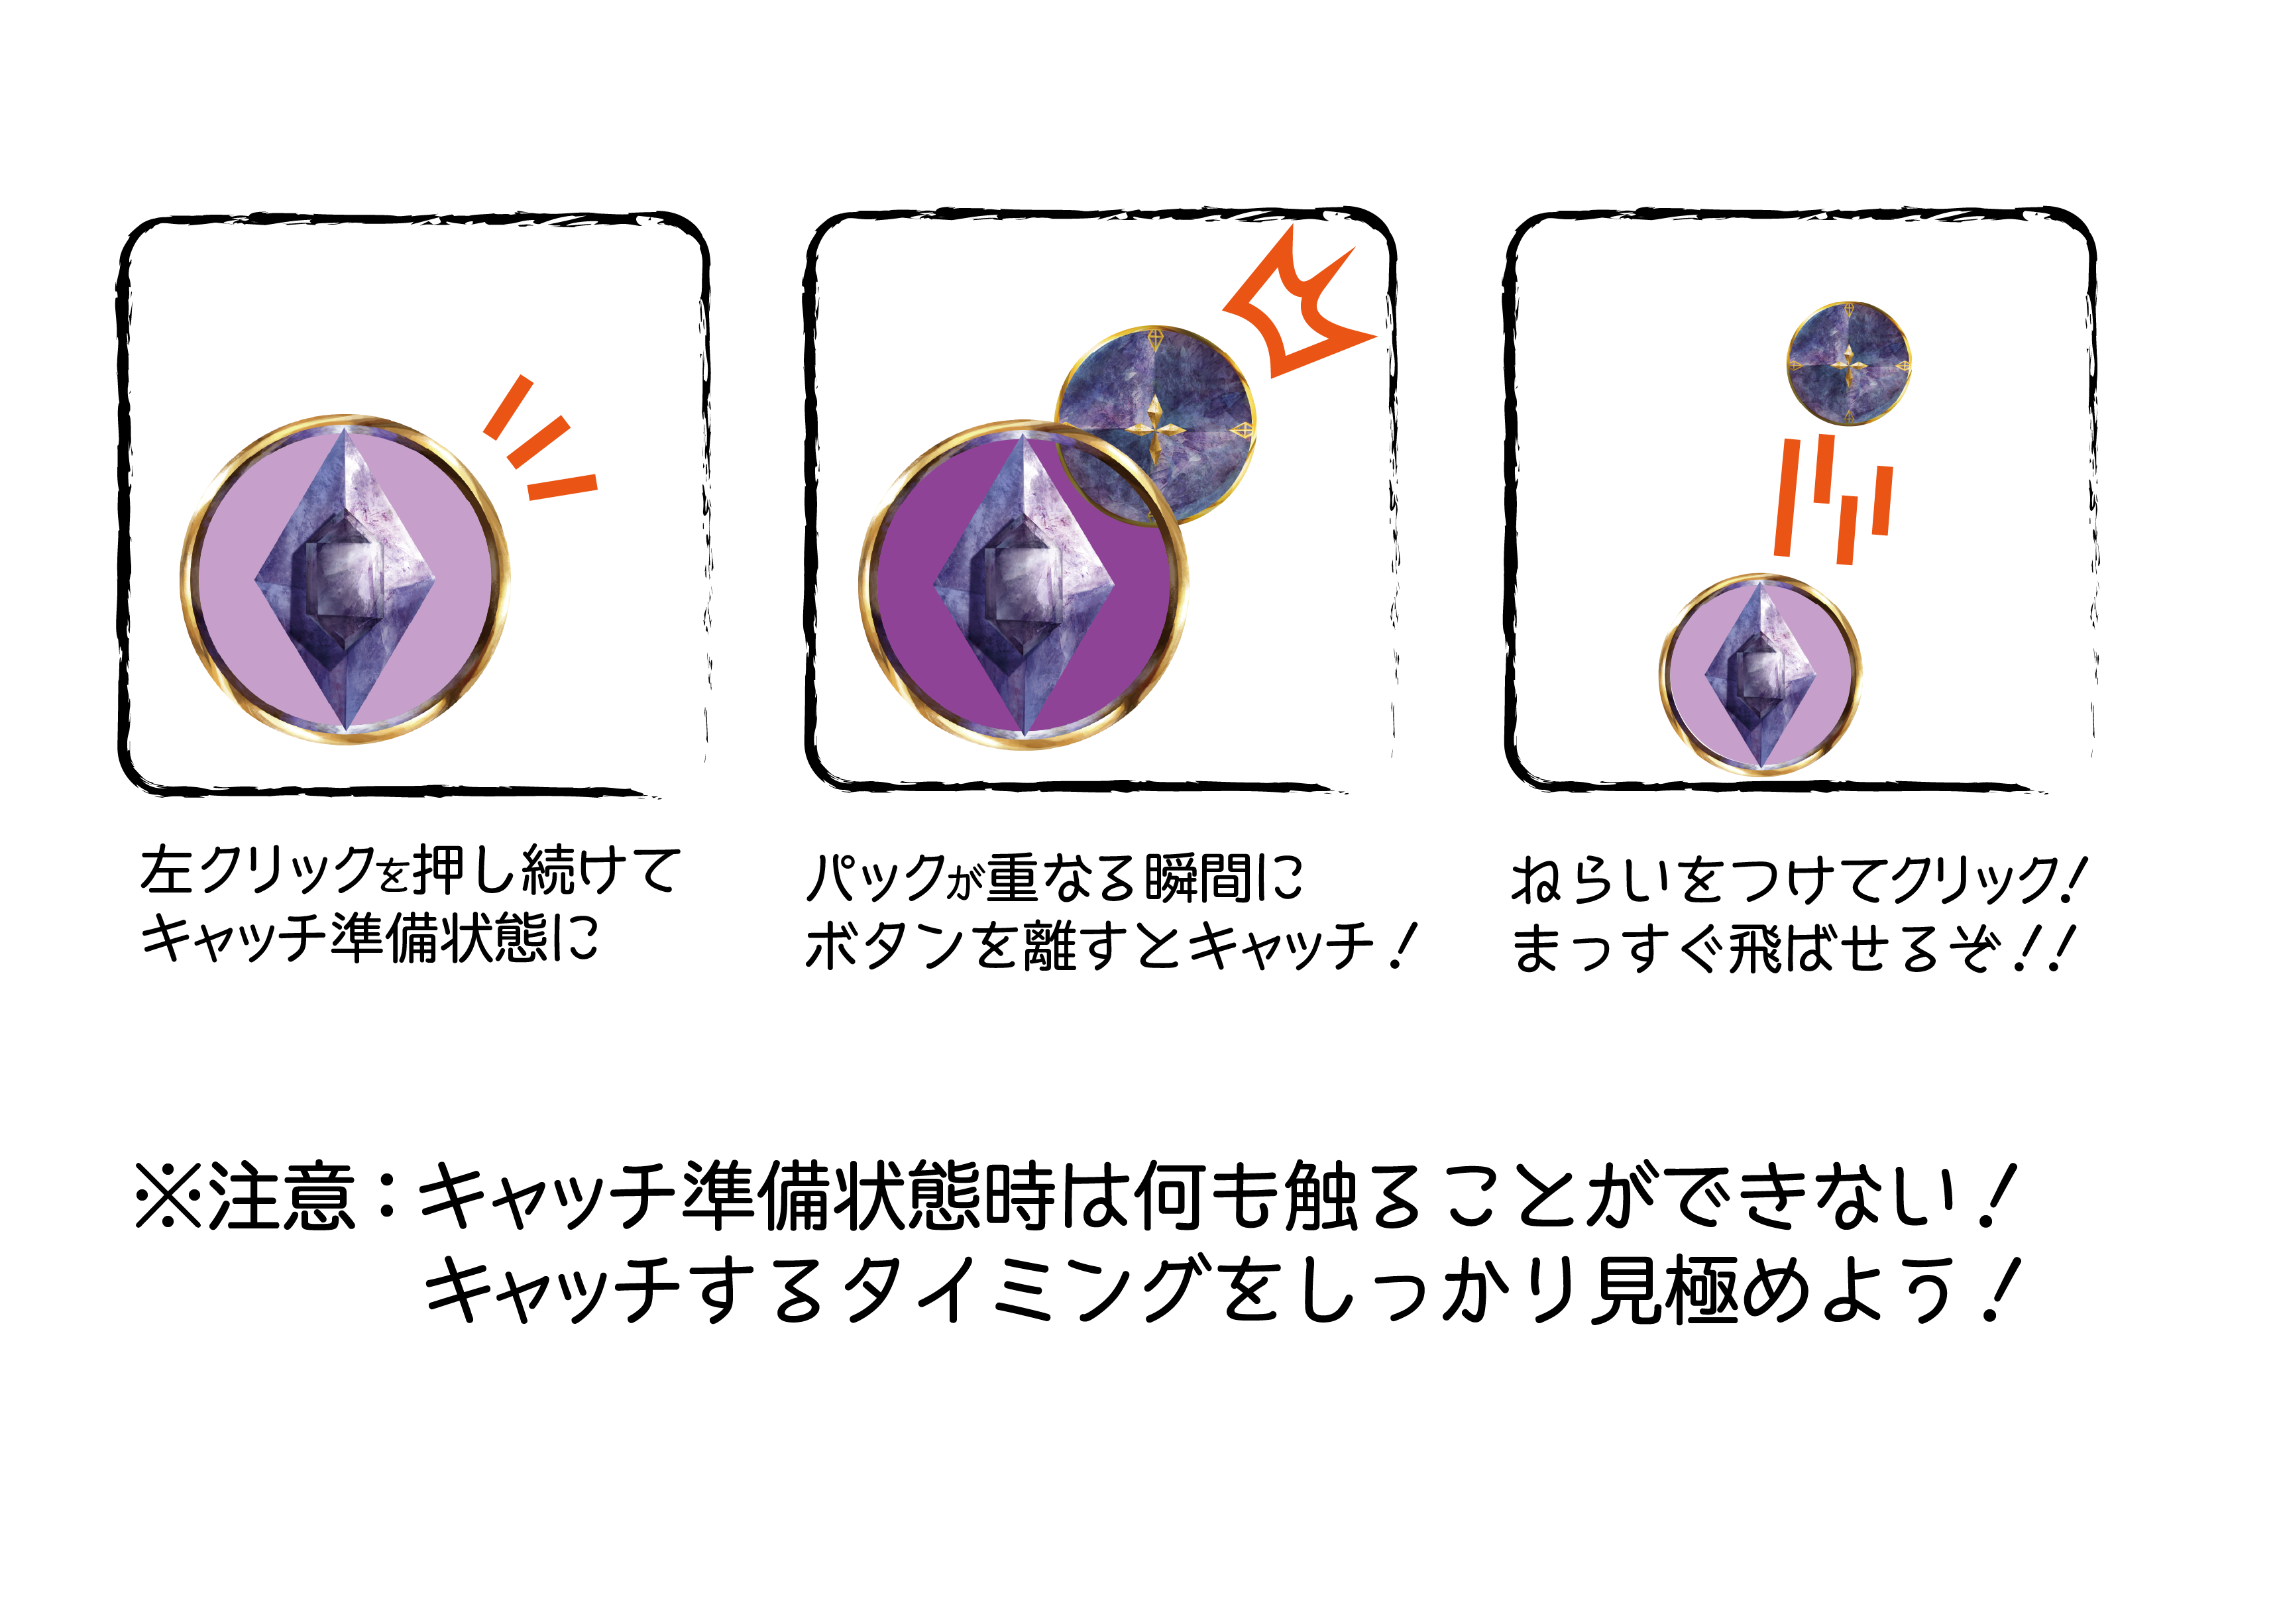 左クリックを押し続けて
キャッチ準備状態に
パックが重なる瞬間に
ボタンを離すとキャッチ！
ねらいをつけてクリック！
まっすぐ飛ばせるぞ！！
※注意：キャッチ準備状態時は何も触ることができない！
キャッチするタイミングをしっかり見極めよう！